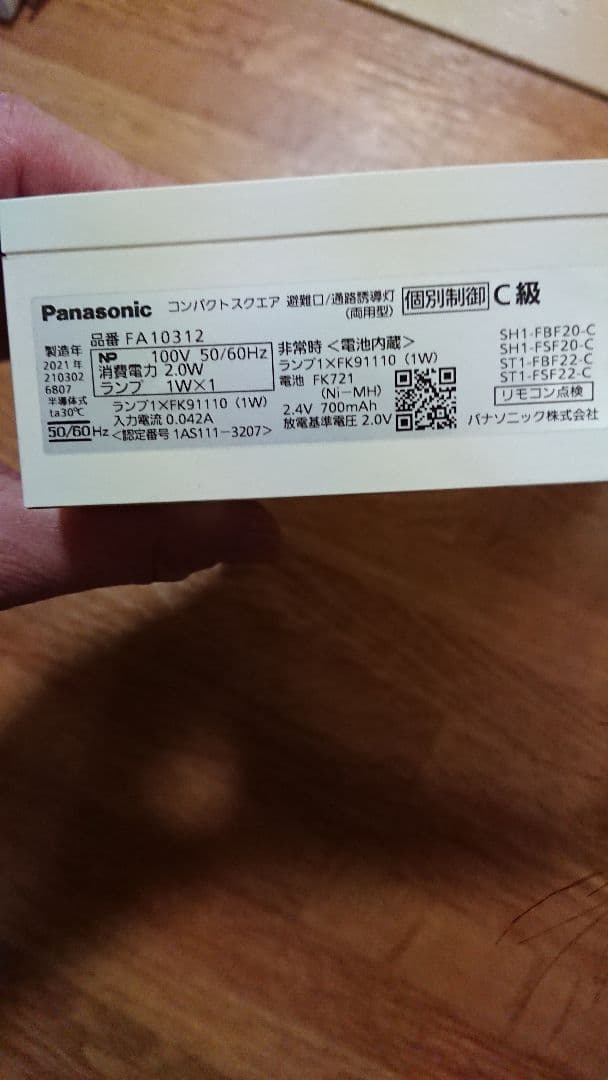 Panasonic コンパクトスクエア 避難口/通路誘導灯 (両用型) 個別制御 C級
品番 FA10312
製造年
2021年
210302
6807
半導体式
ta30℃
50/60Hz
NP 100V 50/60Hz
消費電力 2.0W
ランプ 1W×1
ランプ1×FK91110 (1W)
入力電流 0.042A
<認定番号 1AS111-3207>
非常時 <電池内蔵>
ランプ1×FK91110 (1W)
電池 FK721
(Ni-MH)
2.4V 700mAh
放電基準電圧 2.0V
SH1-FBF20-C
SH1-FSF20-C
ST1-FBF22-C
ST1-FSF22-C
リモコン点検
パナソニック株式会社